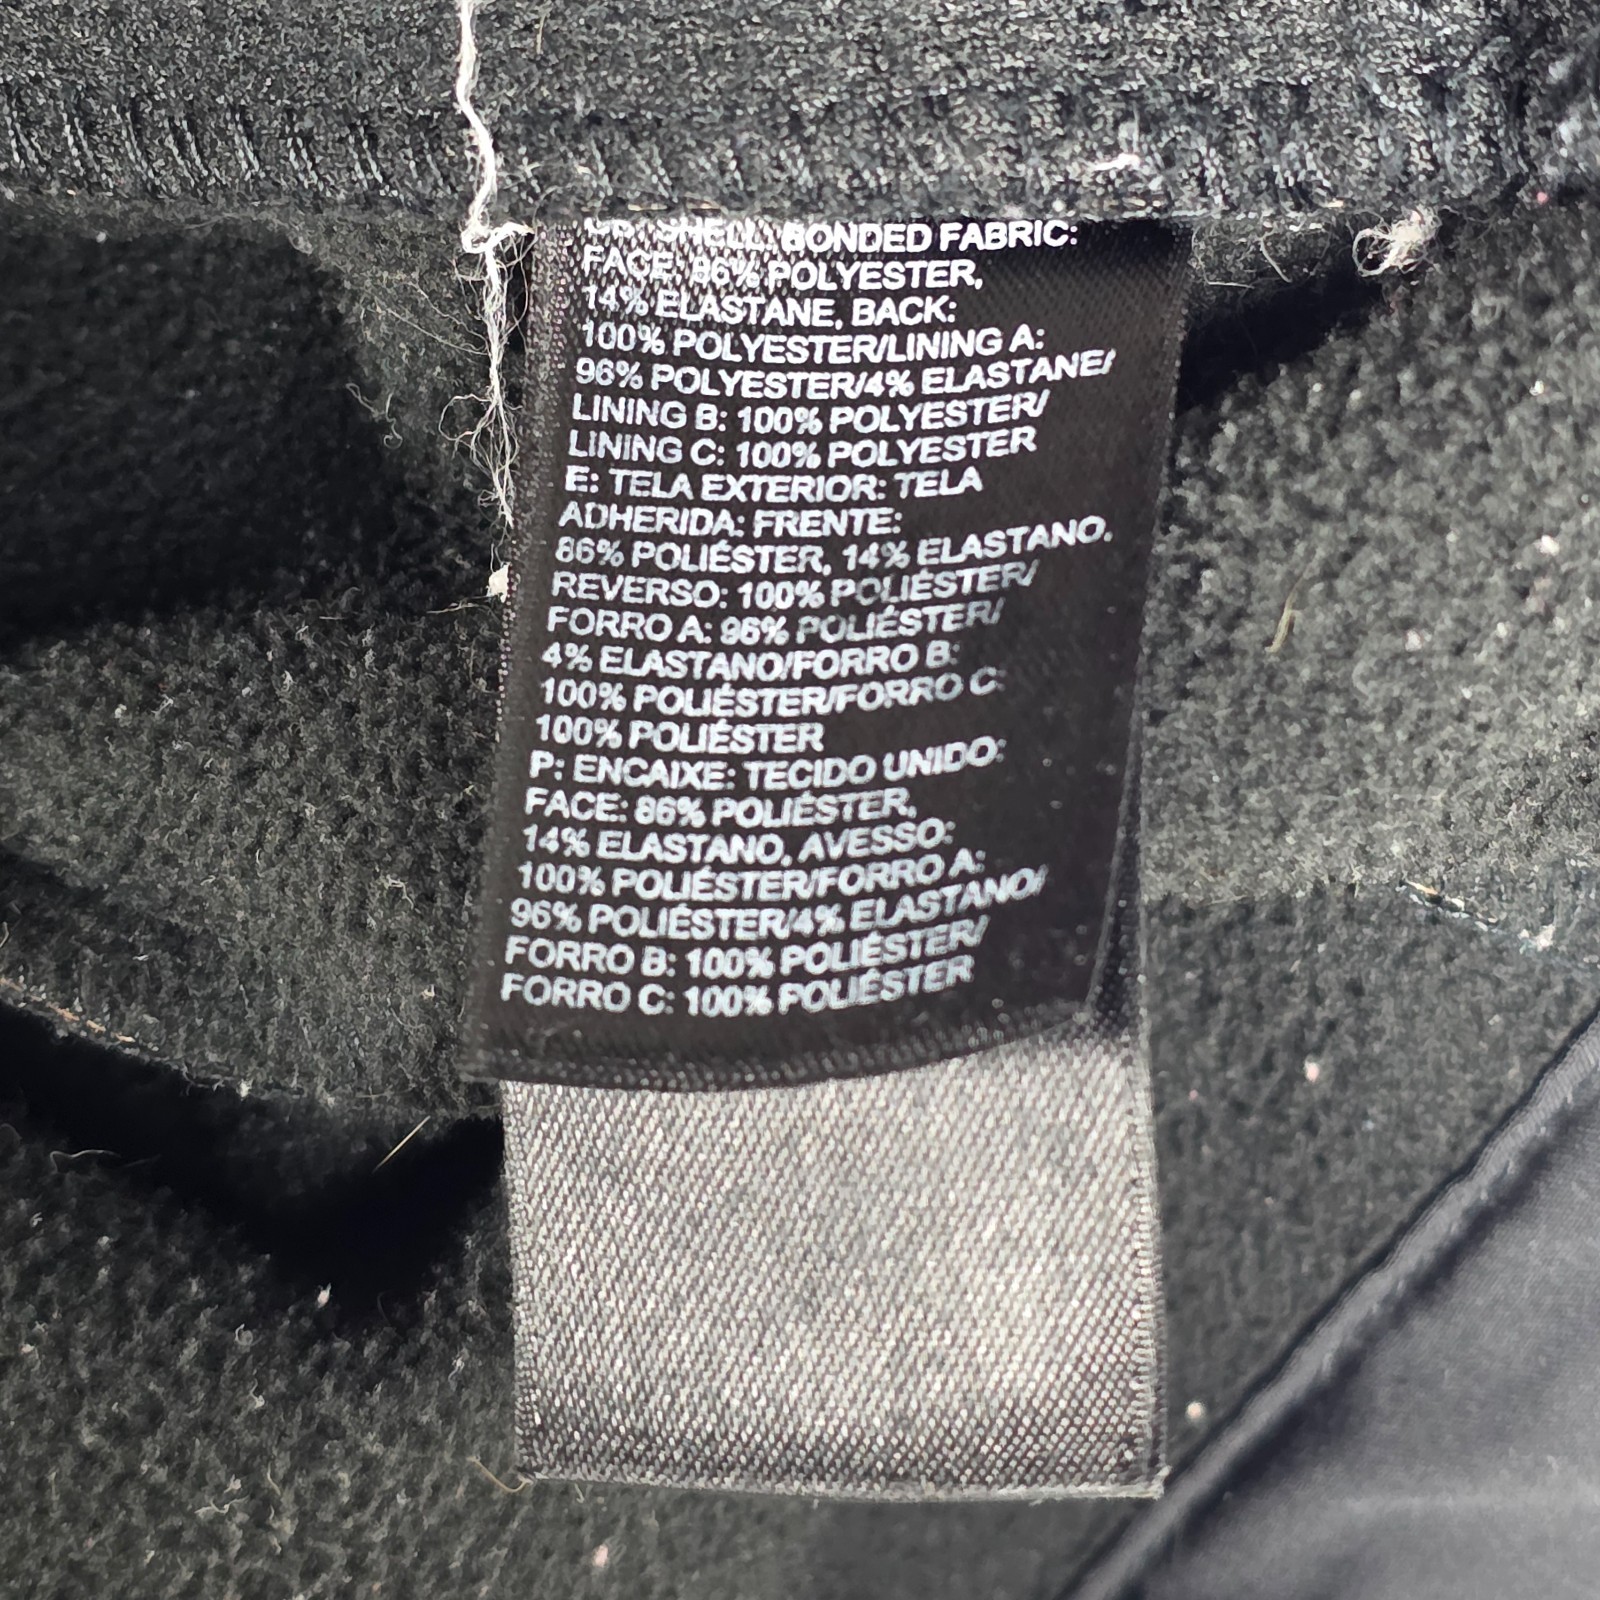 GB: SHELL: BONDED FABRIC:
FACE: 86% POLYESTER,
14% ELASTANE, BACK:
100% POLYESTER/LINING A:
96% POLYESTER/4% ELASTANE/
LINING B: 100% POLYESTER/
LINING C: 100% POLYESTER
E: TELA EXTERIOR: TELA
ADHERIDA: FRENTE:
86% POLIÉSTER, 14% ELASTANO,
REVERSO: 100% POLIÉSTER/
FORRO A: 96% POLIÉSTER/
4% ELASTANO/FORRO B:
100% POLIÉSTER/FORRO C:
100% POLIÉSTER
P: ENCAIXE: TECIDO UNIDO:
FACE: 86% POLIÉSTER,
14% ELASTANO, AVESSO:
100% POLIÉSTER/FORRO A:
96% POLIÉSTER/4% ELASTANO/
FORRO B: 100% POLIÉSTER/
FORRO C: 100% POLIÉSTER